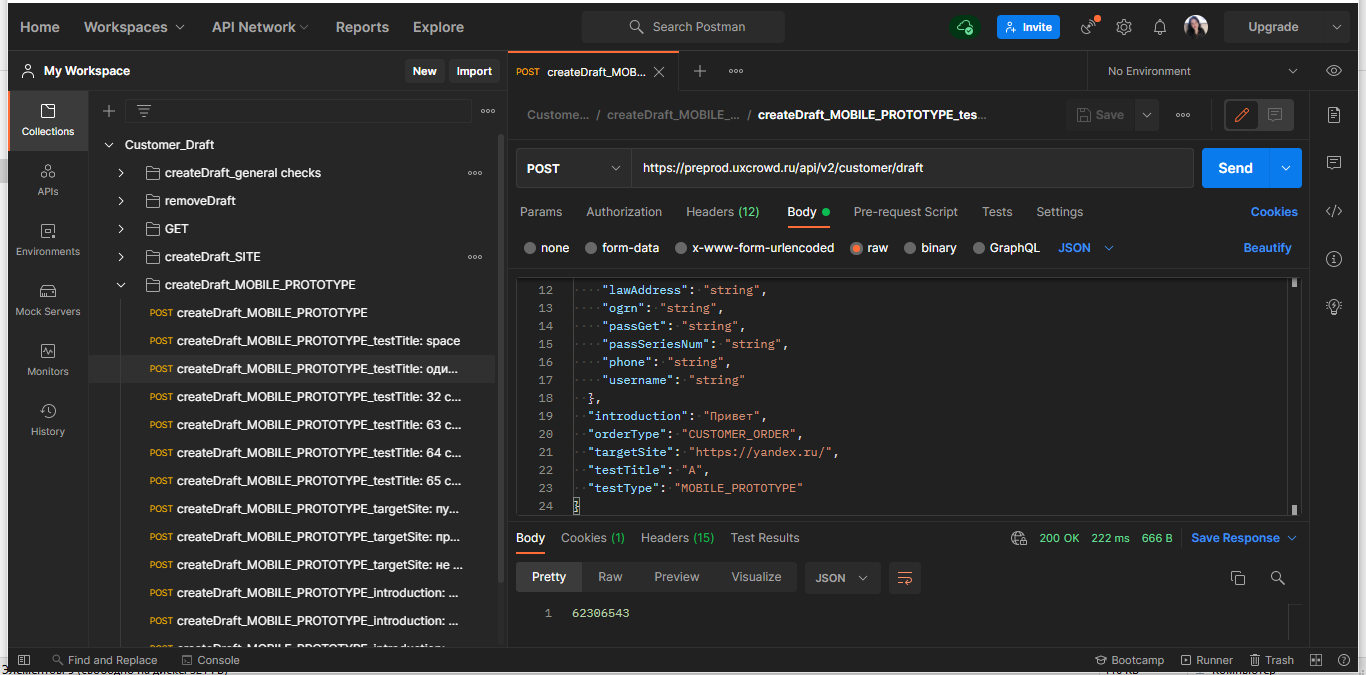 Home Workspaces API Network Reports Explore Search Postman Invite Upgrade
My Workspace New Import
POST createDraft_MOB... No Environment
Collections
APIs
Environments
Mock Servers
Monitors
History
Customer_Draft
createDraft_general checks
removeDraft
GET
createDraft_SITE
createDraft_MOBILE_PROTOTYPE
POST createDraft_MOBILE_PROTOTYPE
POST createDraft_MOBILE_PROTOTYPE_testTitle: space
POST createDraft_MOBILE_PROTOTYPE_testTitle: оди...
POST createDraft_MOBILE_PROTOTYPE_testTitle: 32 с...
POST createDraft_MOBILE_PROTOTYPE_testTitle: 63 с...
POST createDraft_MOBILE_PROTOTYPE_testTitle: 64 с...
POST createDraft_MOBILE_PROTOTYPE_testTitle: 65 с...
POST createDraft_MOBILE_PROTOTYPE_targetSite: пу...
POST createDraft_MOBILE_PROTOTYPE_targetSite: пр...
POST createDraft_MOBILE_PROTOTYPE_targetSite: не ...
POST createDraft_MOBILE_PROTOTYPE_introduction: ...
POST createDraft_MOBILE_PROTOTYPE_introduction: ...
POST createDraft_MOBILE_PROTOTYPE_introduction:
Custome... / createDraft_MOBILE_... / createDraft_MOBILE_PROTOTYPE_tes... Save
POST https://preprod.uxcrowd.ru/api/v2/customer/draft Send
Params Authorization Headers (12) Body Pre-request Script Tests Settings Cookies
none form-data x-www-form-urlencoded raw binary GraphQL JSON Beautify
12 "lawAddress": "string",
13 "ogrn": "string",
14 "passGet": "string",
15 "passSeriesNum": "string",
16 "phone": "string",
17 "username": "string"
18 },
19 "introduction": "Привет",
20 "orderType": "CUSTOMER_ORDER",
21 "targetSite": "https://yandex.ru/",
22 "testTitle": "A",
23 "testType": "MOBILE_PROTOTYPE"
24 }
Body Cookies (1) Headers (15) Test Results 200 OK 222 ms 666 B Save Response
Pretty Raw Preview Visualize JSON
1 62306543
Find and Replace Console Bootcamp Runner Trash